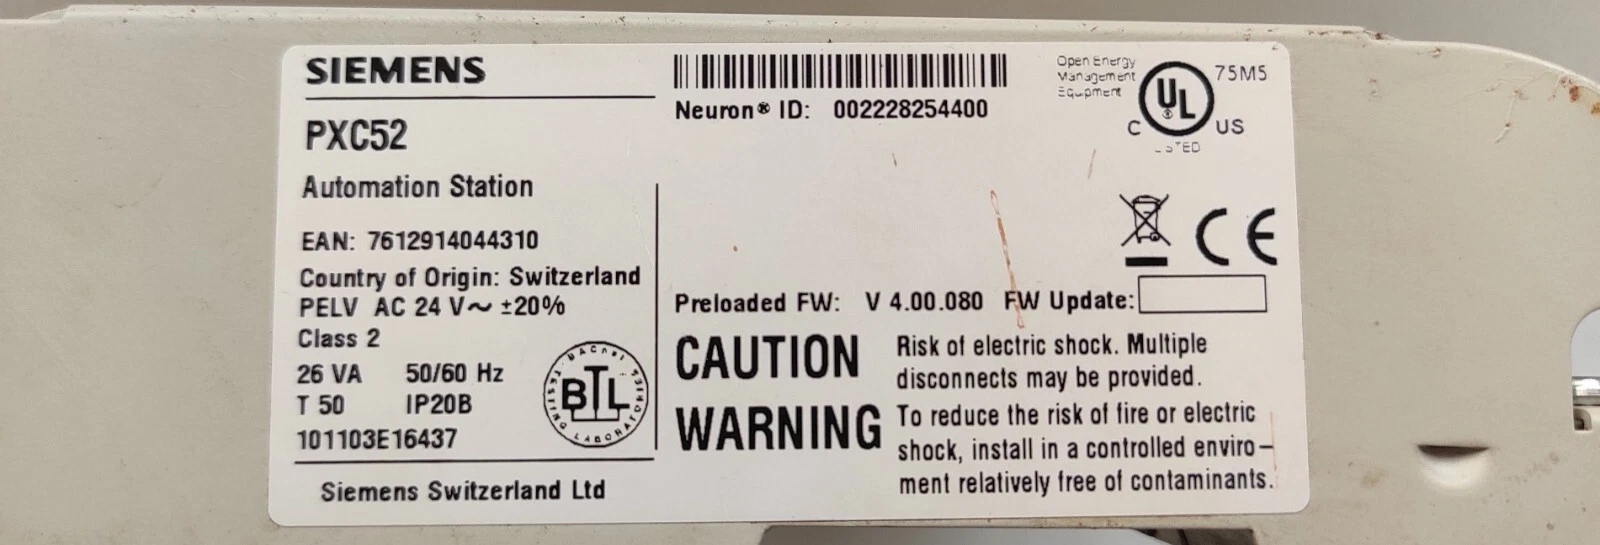 SIEMENS
PXC52
Automation Station
EAN: 7612914044310
Country of Origin: Switzerland
PELV AC 24 V~ ±20%
Class 2
26 VA 50/60 Hz
T 50 IP20B
101103E16437
BACnet TESTING LABORATORIES
BTL
Siemens Switzerland Ltd
Neuron® ID: 002228254400
Open Energy
Management
Equipment
UL
®
75M5
C US
LISTED
CE
Preloaded FW: V 4.00.080 FW Update:
CAUTION
Risk of electric shock. Multiple
disconnects may be provided.
WARNING
To reduce the risk of fire or electric
shock, install in a controlled enviro-
ment relatively free of contaminants.